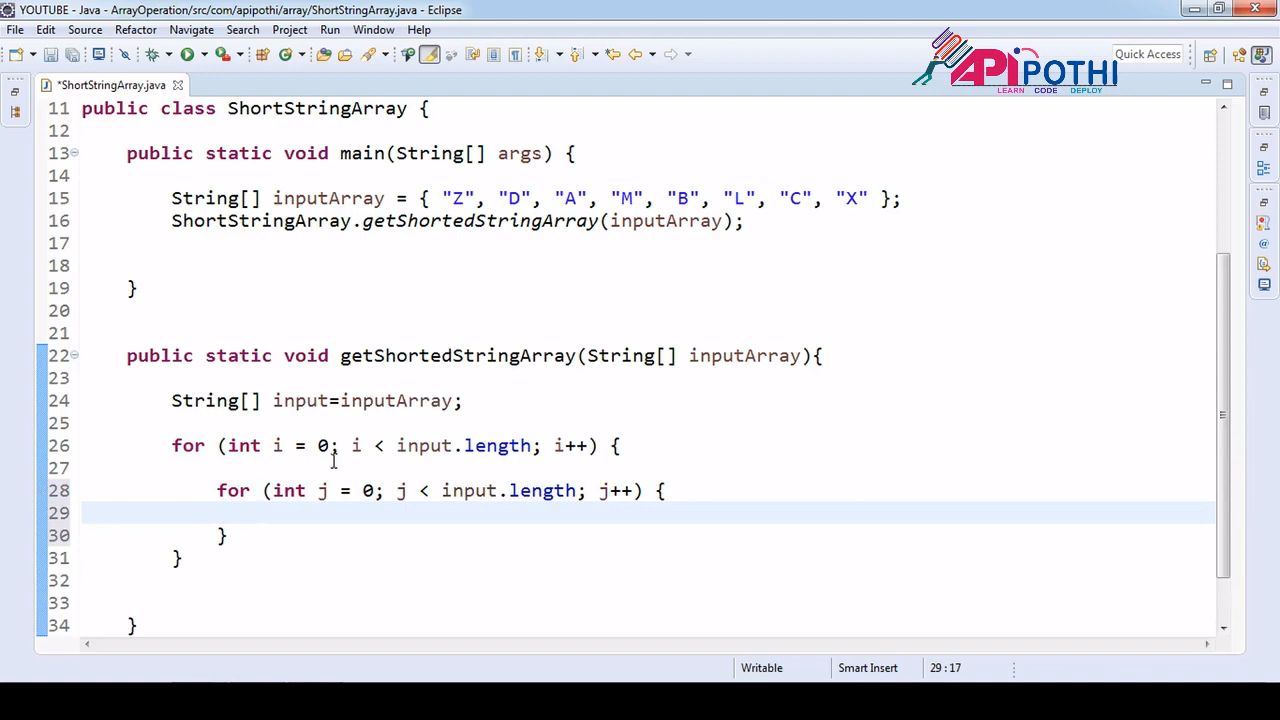 YOUTUBE - Java - ArrayOperation/src/com/apipothi/array/ShortStringArray.java - Eclipse
File Edit Source Refactor Navigate Search Project Run Window Help
Quick Access
APIPOTHI
LEARN CODE DEPLOY
*ShortStringArray.java
11 public class ShortStringArray {
12
13 public static void main(String[] args) {
14
15 String[] inputArray = { "Z", "D", "A", "M", "B", "L", "C", "X" };
16 ShortStringArray.getShortedStringArray(inputArray);
17
18
19 }
20
21
22 public static void getShortedStringArray(String[] inputArray){
23
24 String[] input=inputArray;
25
26 for (int i = 0; i < input.length; i++) {
27
28 for (int j = 0; j < input.length; j++) {
29
30 }
31 }
32
33
34 }
Writable Smart Insert 29 : 17